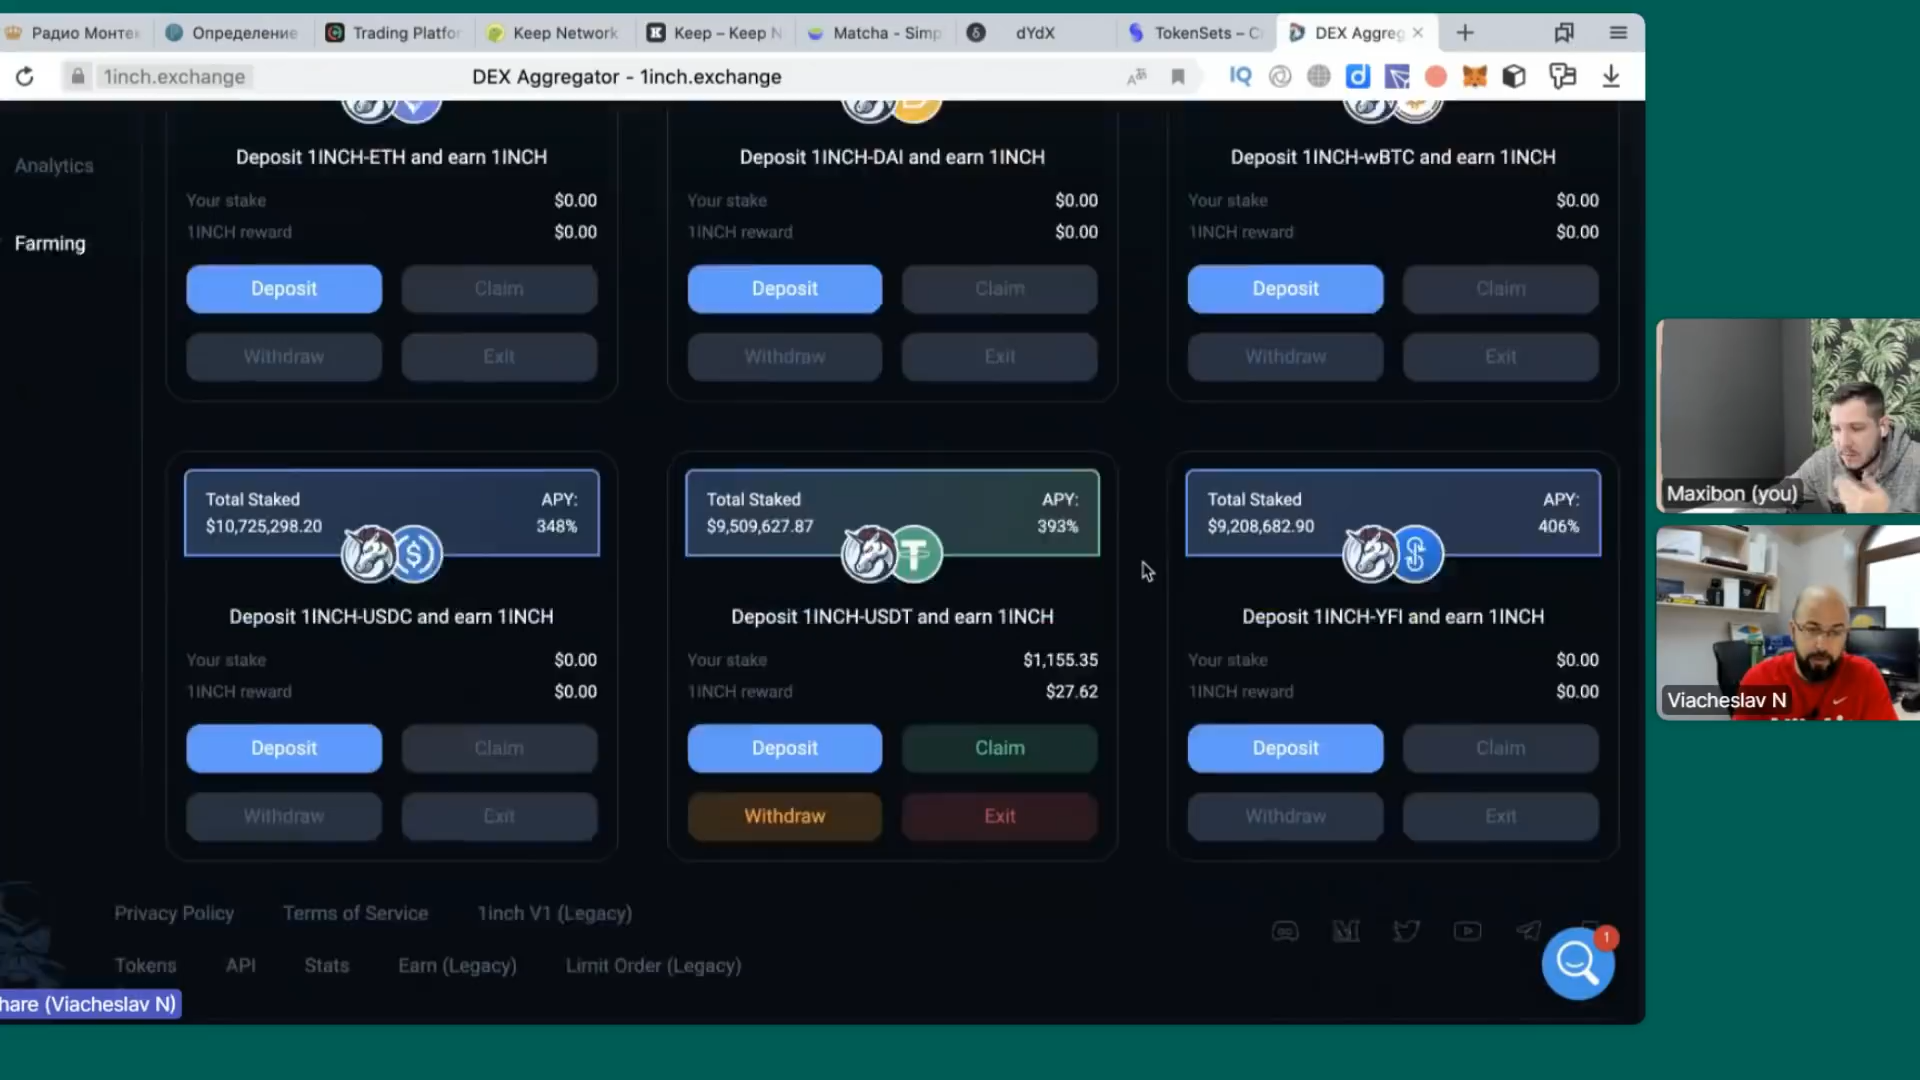 Радио Монте
Определение
Trading Platfor
Keep Network
Keep – Keep N
Matcha - Simp
dYdX
TokenSets – C
DEX Aggreg
1inch.exchange
DEX Aggregator - 1inch.exchange
IQ
Analytics
Farming
Deposit 1INCH-ETH and earn 1INCH
Your stake $0.00
1INCH reward $0.00
Deposit Claim
Withdraw Exit
Deposit 1INCH-DAI and earn 1INCH
Your stake $0.00
1INCH reward $0.00
Deposit Claim
Withdraw Exit
Deposit 1INCH-wBTC and earn 1INCH
Your stake $0.00
1INCH reward $0.00
Deposit Claim
Withdraw Exit
Total Staked APY:
$10,725,298.20 348%
Deposit 1INCH-USDC and earn 1INCH
Your stake $0.00
1INCH reward $0.00
Deposit Claim
Withdraw Exit
Total Staked APY:
$9,509,627.87 393%
Deposit 1INCH-USDT and earn 1INCH
Your stake $1,155.35
1INCH reward $27.62
Deposit Claim
Withdraw Exit
Total Staked APY:
$9,208,682.90 406%
Deposit 1INCH-YFI and earn 1INCH
Your stake $0.00
1INCH reward $0.00
Deposit Claim
Withdraw Exit
Privacy Policy Terms of Service 1inch V1 (Legacy)
Tokens API Stats Earn (Legacy) Limit Order (Legacy)
1
hare (Viacheslav N)
Maxibon (you)
Viacheslav N